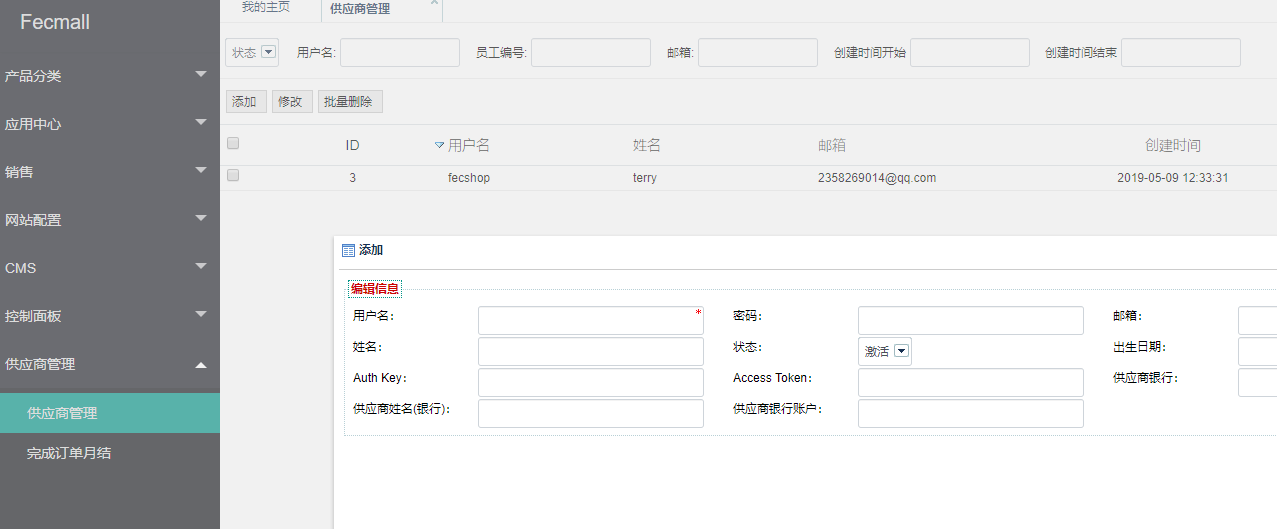 Fecmall
我的主页 供应商管理
状态 用户名: 员工编号: 邮箱: 创建时间开始 创建时间结束
产品分类
添加 修改 批量删除
应用中心
ID 用户名 姓名 邮箱 创建时间
销售
3 fecshop terry 2358269014@qq.com 2019-05-09 12:33:31
网站配置
添加
CMS
编辑信息
控制面板
用户名: * 密码: 邮箱:
姓名: 状态: 激活 出生日期:
供应商管理
Auth Key: Access Token: 供应商银行:
供应商管理
供应商姓名(银行): 供应商银行账户:
完成订单月结